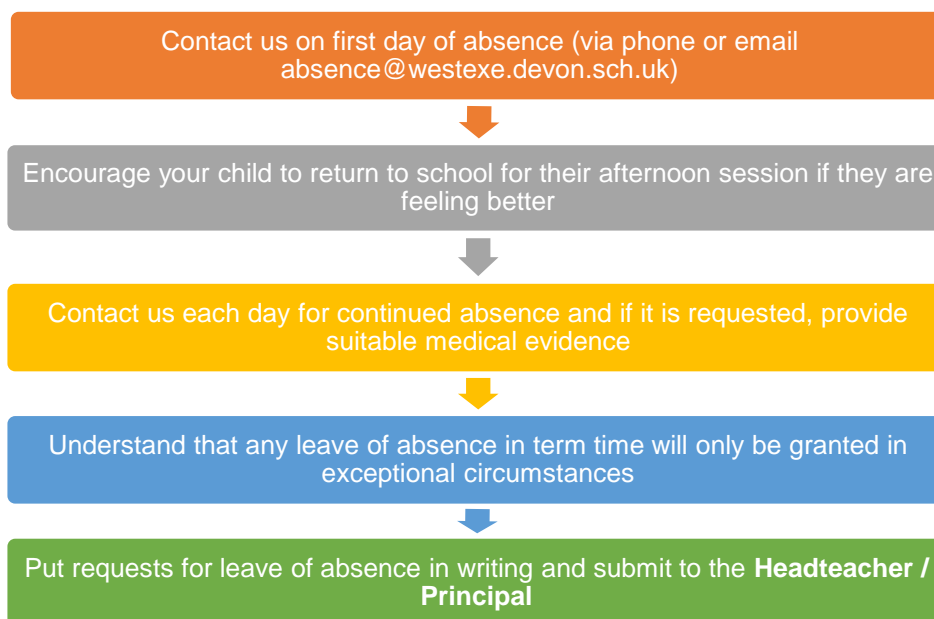 Contact us on first day of absence (via phone or email
absence@westexe.devon.sch.uk)
Encourage your child to return to school for their afternoon session if they are
feeling better
Contact us each day for continued absence and if it is requested, provide
suitable medical evidence
Understand that any leave of absence in term time will only be granted in
exceptional circumstances
Put requests for leave of absence in writing and submit to the Headteacher /
Principal